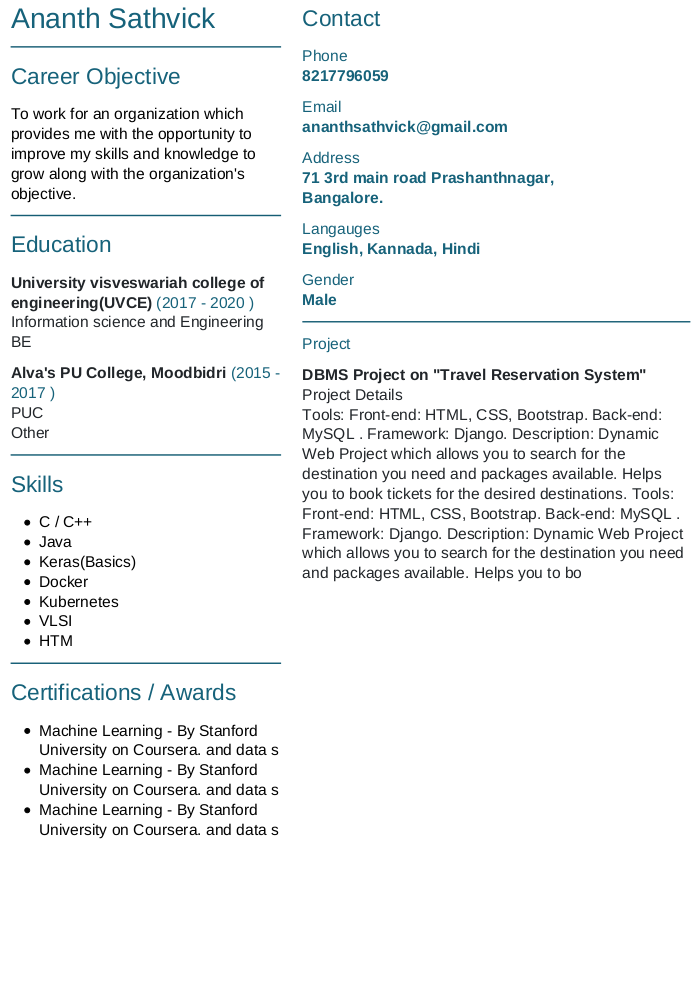 Ananth Sathvick
Career Objective
To work for an organization which
provides me with the opportunity to
improve my skills and knowledge to
grow along with the organization's
objective.
Education
University visveswariah college of
engineering(UVCE) (2017 - 2020 )
Information science and Engineering
BE
Alva's PU College, Moodbidri (2015 -
2017 )
PUC
Other
Skills
• C / C++
• Java
• Keras(Basics)
• Docker
• Kubernetes
• VLSI
• HTM
Certifications / Awards
• Machine Learning - By Stanford
University on Coursera. and data s
• Machine Learning - By Stanford
University on Coursera. and data s
• Machine Learning - By Stanford
University on Coursera. and data s
Contact
Phone
8217796059
Email
ananthsathvick@gmail.com
Address
71 3rd main road Prashanthnagar,
Bangalore.
Langauges
English, Kannada, Hindi
Gender
Male
Project
DBMS Project on "Travel Reservation System"
Project Details
Tools: Front-end: HTML, CSS, Bootstrap. Back-end:
MySQL . Framework: Django. Description: Dynamic
Web Project which allows you to search for the
destination you need and packages available. Helps
you to book tickets for the desired destinations. Tools:
Front-end: HTML, CSS, Bootstrap. Back-end: MySQL .
Framework: Django. Description: Dynamic Web Project
which allows you to search for the destination you need
and packages available. Helps you to bo